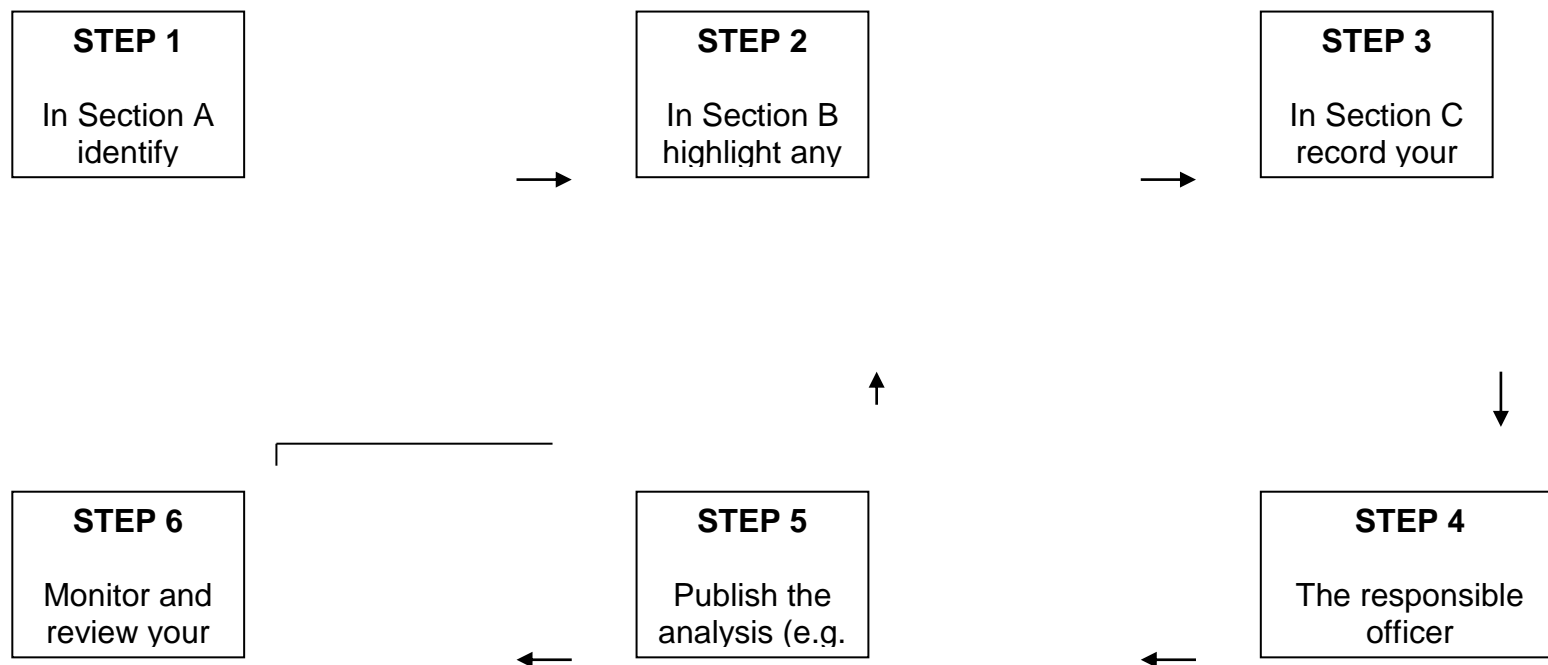 STEP 1
In Section A
identify
STEP 2
In Section B
highlight any
STEP 3
In Section C
record your
STEP 6
Monitor and
review your
STEP 5
Publish the
analysis (e.g.
STEP 4
The responsible
officer